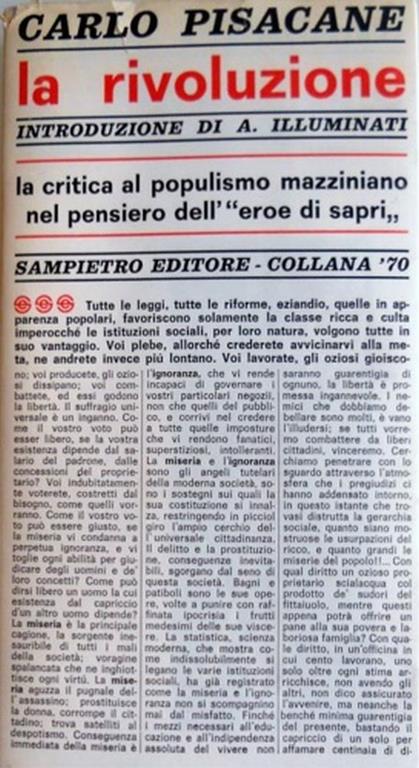 CARLO PISACANE
la rivoluzione
INTRODUZIONE DI A. ILLUMINATI
la critica al populismo mazziniano
nel pensiero dell'"eroe di sapri„
SAMPIETRO EDITORE - COLLANA '70
Tutte le leggi, tutte le riforme, eziandio, quelle in ap-
parenza popolari, favoriscono solamente la classe ricca e culta
imperocché le istituzioni sociali, per loro natura, volgono tutte in
suo vantaggio. Voi plebe, allorché crederete avvicinarvi alla me-
ta, ne andrete invece più lontano. Voi lavorate, gli oziosi gioisco-
no; voi producete, gli ozio-
si dissipano; voi com-
battete, ed essi godono
la libertà. Il suffragio uni-
versale è un inganno. Co-
me il vostro voto può
esser libero, se la vostra
esistenza dipende dal sa-
lario del padrone, dalle
concessioni del proprie-
tario? Voi indubitatamen-
te voterete, costretti dal
bisogno, come quelli vor-
ranno. Come il vostro vo-
to può essere giusto, se
la miseria vi condanna a
perpetua ignoranza, e vi
toglie ogni abilità per giu-
dicare degli uomini e de'
loro concetti? Come può
dirsi libero un uomo la cui
esistenza dal capriccio
d'un altro uomo dipende?
La miseria è la principale
cagione, la sorgente ine-
sauribile di tutti i mali
della società; voragine
spalancata che ne inghiot-
tisce ogni virtù. La mise-
ria aguzza il pugnale del-
l'assassino; prostituisce
la donna, corrompe il cit-
tadino; trova satelliti al
despotismo. Conseguenza
immediata della miseria è
l'ignoranza, che vi rende
incapaci di governare i
vostri particolari negozii,
non che quelli del pubbli-
co, e corrivi nel credere
a tutte quelle imposture
che vi rendono fanatici,
superstiziosi, intolleranti.
La miseria e l'ignoranza
sono gli angeli tutelari
della moderna società, so-
no i sostegni sui quali la
sua costituzione si innal-
za, restringendo in picciol
giro l'ampio cerchio del-
l'universale cittadinanza.
Il delitto e la prostituzio-
ne, conseguenze inevita-
bili, sgorgano dal seno di
questa società. Bagni e
patiboli sono le sue ope-
re, volte a punire con raf-
finata ipocrisia i frutti
medesimi delle sue visce-
re. La statistica, scienza
moderna, che mostra co-
me indissolubilmente si
legano le varie istituzioni
sociali, ha già registrato
come la miseria e l'igno-
ranza non si scompagnino
mai dal misfatto. Finché
i mezzi necessari all'edu-
cazione e all'indipendenza
assoluta del vivere non
saranno guarentigia di
ognuno, la libertà è pro-
messa ingannevole. I ne-
mici che dobbiamo de-
bellare sono molti, è vano
l'illudersi; se tutti vorre-
mo combattere da liber-
cittadini, vinceremo. Cer-
chiamo penetrare con lo
sguardo attraverso l'atmo-
sfera che i pregiudizi ci
hanno addensato intorno.
in questo istante che tro-
vasi distrutta la gerarchia
sociale, quanto siano mo-
struose le usurpazioni del
ricco, e quanto grandi le
miserie del popolo!!... Con
qual diritto un ozioso pro-
prietario scialacqua co'
prodotto de' sudori del
fittaiuolo, mentre questi
appena potrà offrire un
pane alla sua povera e la-
boriosa famiglia? Con qua-
le diritto, in un'officina in
cui cento lavorano, uno
solo oltre ogni stima ar-
ricchisce, non avendo gli
altri, non dico assicurato
l'avvenire, ma neanche la
benché minima guarentigia
del presente, bastando il
capriccio di un solo per
affamare centinaia di di-